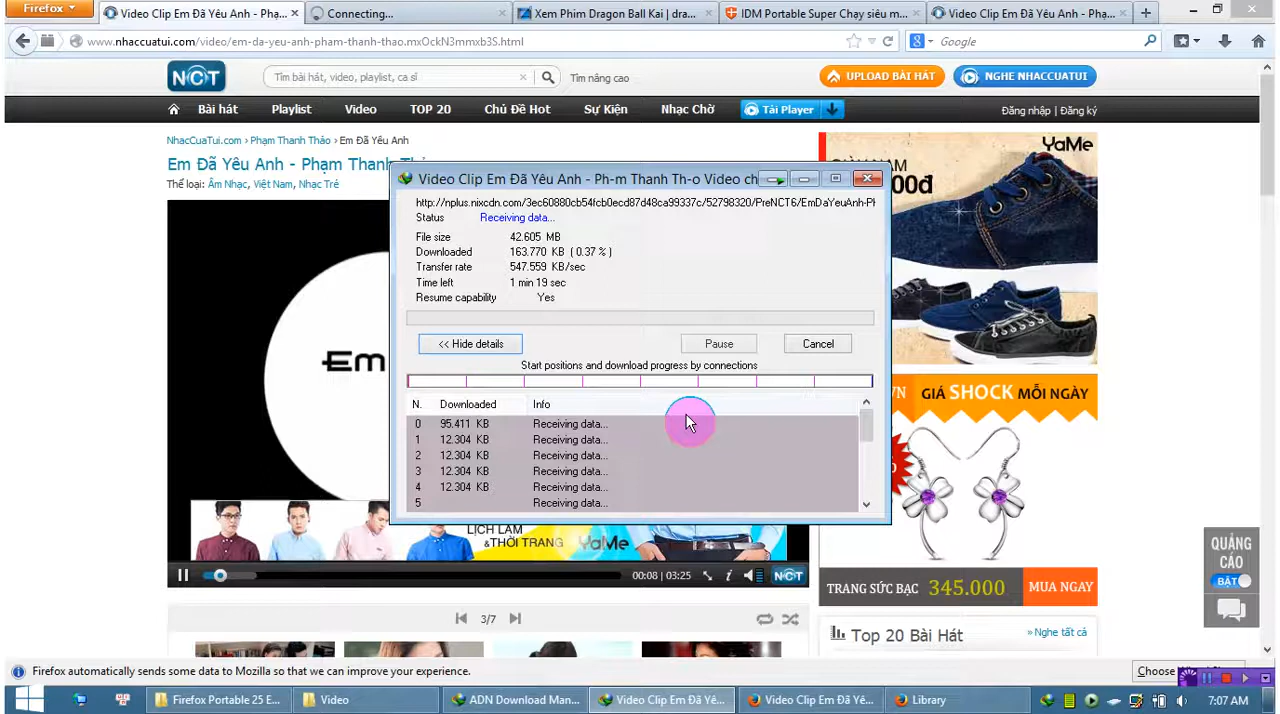 Firefox
Video Clip Em Đã Yêu Anh - Phạ...
Connecting...
Xem Phim Dragon Ball Kai | dra...
IDM Portable Super Chạy siêu m...
Video Clip Em Đã Yêu Anh - Phạ...
www.nhaccuatui.com/video/em-da-yeu-anh-pham-thanh-thao.mxOckN3mmxb3S.html
Google
NCT
Tìm bài hát, video, playlist, ca sĩ
Tìm nâng cao
UPLOAD BÀI HÁT
NGHE NHACCUATUI
Bài hát
Playlist
Video
TOP 20
Chủ Đề Hot
Sự Kiện
Nhạc Chờ
Tải Player
Đăng nhập | Đăng ký
NhacCuaTui.com › Phạm Thanh Thảo › Em Đã Yêu Anh
Em Đã Yêu Anh - Phạm Thanh
Thể loại: Âm Nhạc, Việt Nam, Nhạc Trẻ
YaMe
Video Clip Em Đã Yêu Anh - Ph-m Thanh Th-o Video ch
http://nplus.nixcdn.com/3ec60880cb54fcb0ecd87d48ca99337c/52798320/PreNCT6/EmDaYeuAnh-Ph
Status Receiving data...
File size 42.605 MB
Downloaded 163.770 KB ( 0.37 % )
Transfer rate 547.559 KB/sec
Time left 1 min 19 sec
Resume capability Yes
<< Hide details
Pause
Cancel
Start positions and download progress by connections
N. Downloaded Info
0 95.411 KB Receiving data...
1 12.304 KB Receiving data...
2 12.304 KB Receiving data...
3 12.304 KB Receiving data...
4 12.304 KB Receiving data...
5 Receiving data...
Em
GIÁ SHOCK MỖI NGÀY
LỊCH LÃM
&THỜI TRANG
YaMe
00:08 | 03:25
NCT
TRANG SỨC BẠC 345.000 MUA NGAY
QUẢNG
CÁO
BẬT
3/7
Top 20 Bài Hát
» Nghe tất cả
Firefox automatically sends some data to Mozilla so that we can improve your experience.
Choose
Firefox Portable 25 E...
Video
ADN Download Man...
Video Clip Em Đã Yê...
Video Clip Em Đã Yê...
Library
7:07 AM